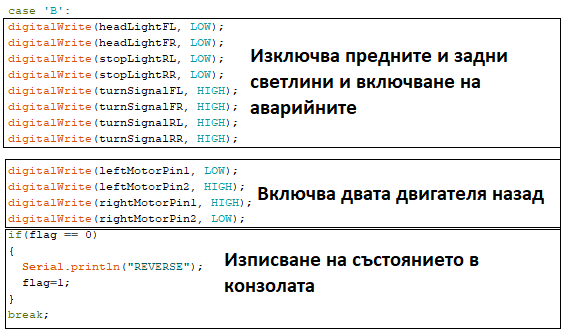 case 'B':
digitalWrite(headLightFL, LOW);
digitalWrite(headLightFR, LOW);
digitalWrite(stopLightRL, LOW);
digitalWrite(stopLightRR, LOW);
digitalWrite(turnSignalFL, HIGH);
digitalWrite(turnSignalFR, HIGH);
digitalWrite(turnSignalRL, HIGH);
digitalWrite(turnSignalRR, HIGH);
Изключва предните и задни
светлини и включване на
аварийните
digitalWrite(leftMotorPin1, LOW);
digitalWrite(leftMotorPin2, HIGH);
digitalWrite(rightMotorPin1, HIGH);
digitalWrite(rightMotorPin2, LOW);
Включва двата двигателя назад
if(flag == 0)
{
Serial.println("REVERSE");
flag=1;
}
break;
Изписване на състоянието в
конзолата